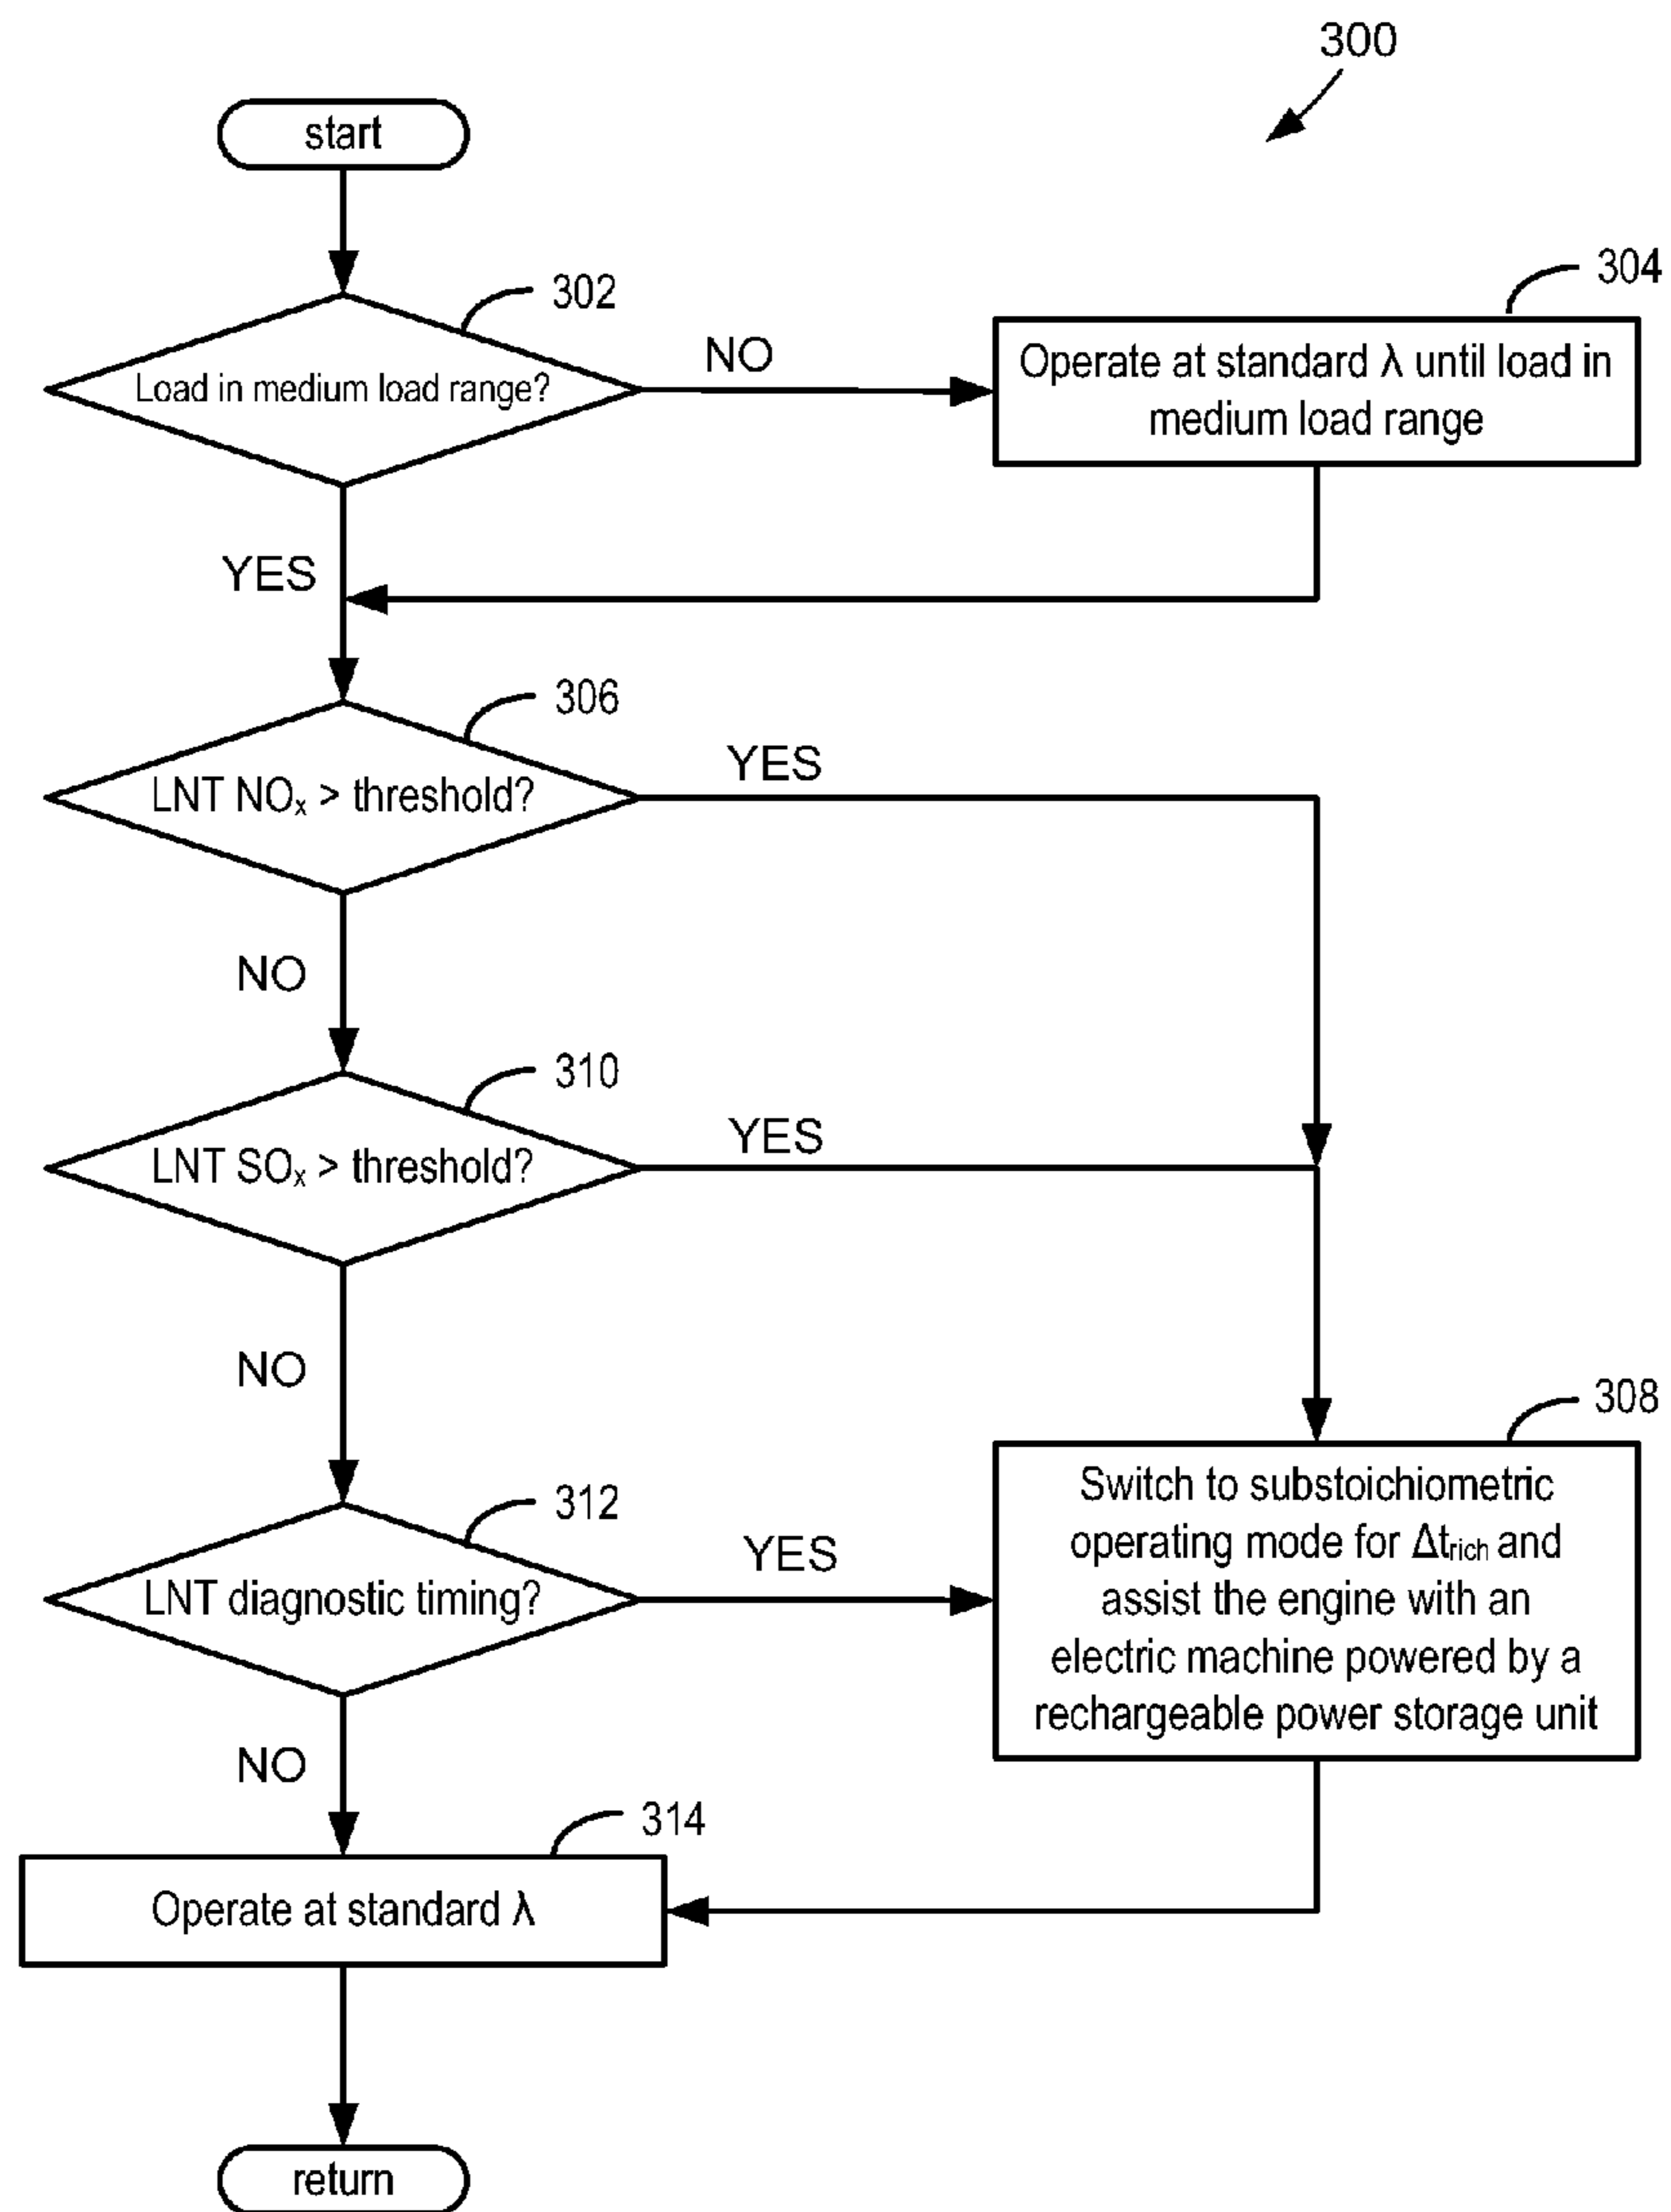 300
start
302
304
Load in medium load range?
NO
Operate at standard λ until load in
medium load range
YES
306
LNT NOx > threshold?
YES
NO
310
LNT SOx > threshold?
YES
NO
308
312
LNT diagnostic timing?
YES
Switch to substoichiometric
operating mode for Δtrich and
assist the engine with an
electric machine powered by a
rechargeable power storage unit
NO
314
Operate at standard λ
return